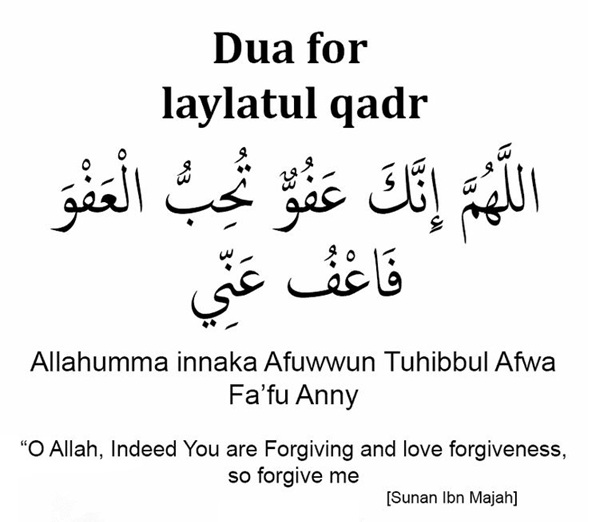 Dua for
laylatul qadr
اللَّهُمَّ إِنَّكَ عَفُوٌّ تُحِبُّ الْعَفْوَ
فَاعْفُ عَنِّي
Allahumma innaka Afuwwun Tuhibbul Afwa
Fa’fu Anny
“O Allah, Indeed You are Forgiving and love forgiveness,
so forgive me
[Sunan Ibn Majah]